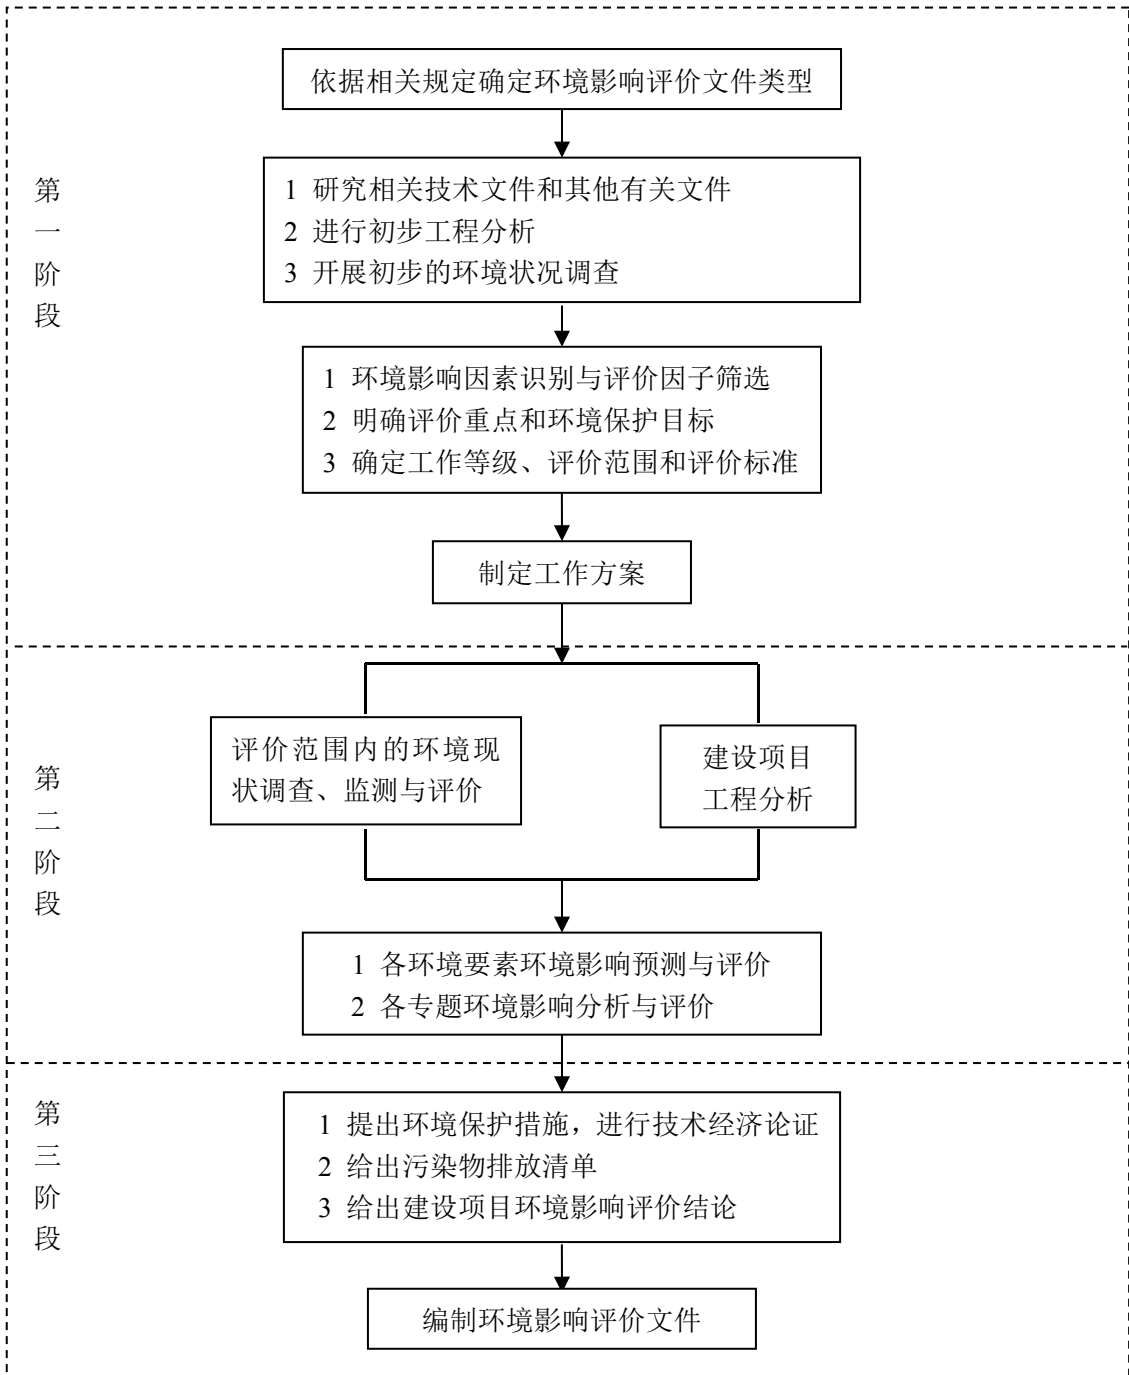 依据相关规定确定环境影响评价文件类型
第一阶段
1 研究相关技术文件和其他有关文件
2 进行初步工程分析
3 开展初步的环境状况调查
1 环境影响因素识别与评价因子筛选
2 明确评价重点和环境保护目标
3 确定工作等级、评价范围和评价标准
制定工作方案
第二阶段
评价范围内的环境现
状调查、监测与评价
建设项目
工程分析
1 各环境要素环境影响预测与评价
2 各专题环境影响分析与评价
第三阶段
1 提出环境保护措施，进行技术经济论证
2 给出污染物排放清单
3 给出建设项目环境影响评价结论
编制环境影响评价文件